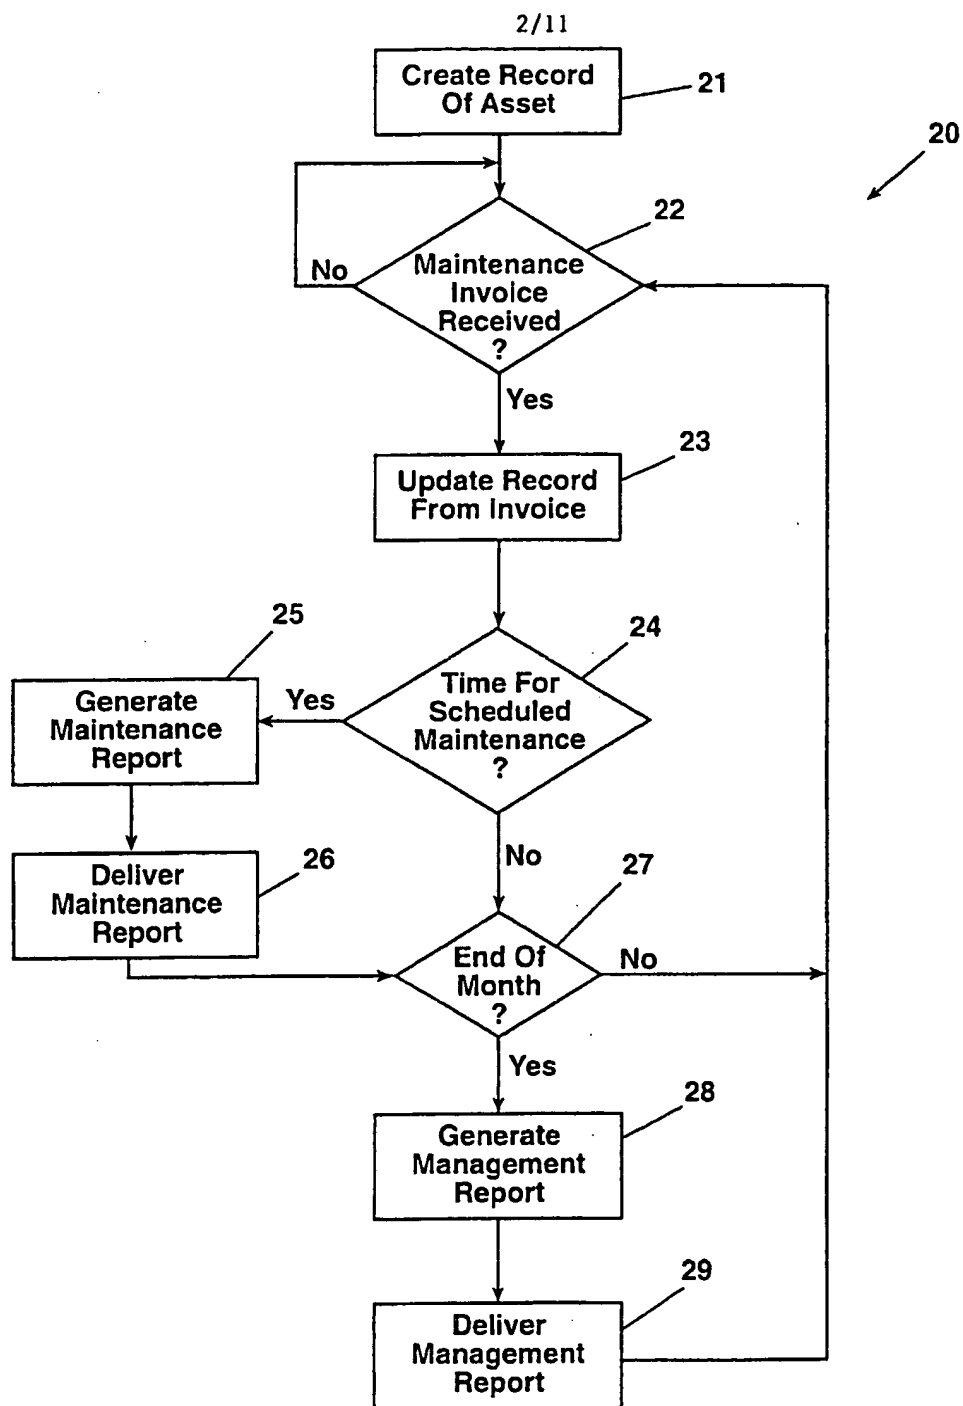 2/11
Create Record
Of Asset
21
20
22
No
Maintenance
Invoice
Received
?
Yes
23
Update Record
From Invoice
25
24
Generate
Maintenance
Report
Yes
Time For
Scheduled
Maintenance
?
26
Deliver
Maintenance
Report
No
27
End Of
Month
?
No
Yes
28
Generate
Management
Report
29
Deliver
Management
Report